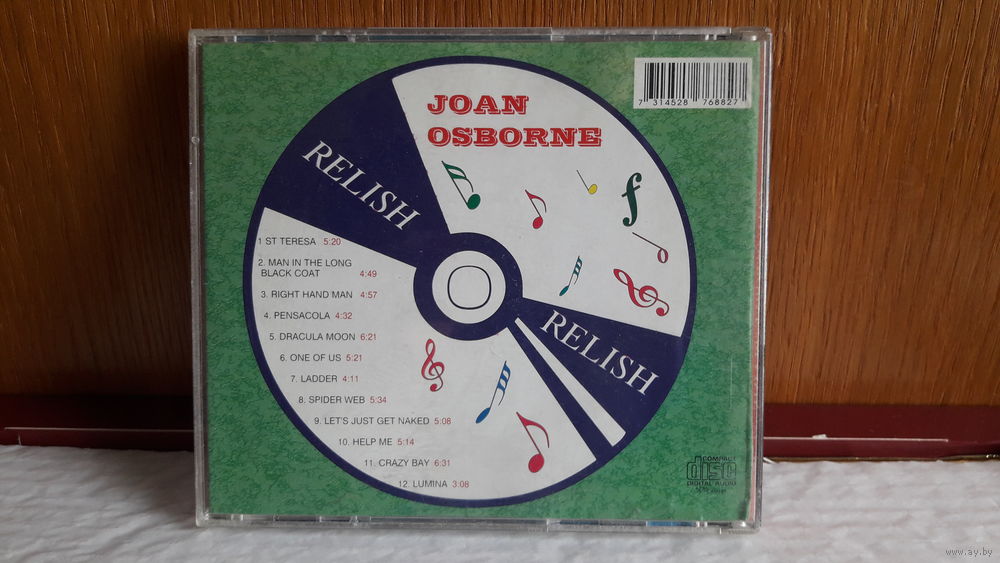 JOAN
OSBORNE
7 314528 768827
RELISH
1 ST TERESA 5:20
2. MAN IN THE LONG
BLACK COAT 4:49
3. RIGHT HAND MAN 4:57
4. PENSACOLA 4:32
5. DRACULA MOON 6:21
6. ONE OF US 5:21
7. LADDER 4:11
8. SPIDER WEB 5:34
9. LET'S JUST GET NAKED 5:08
10. HELP ME 5:14
11. CRAZY BAY 6:31
12. LUMINA 3:08
RELISH
COMPACT
disc
DIGITAL AUDIO
www.ay.by